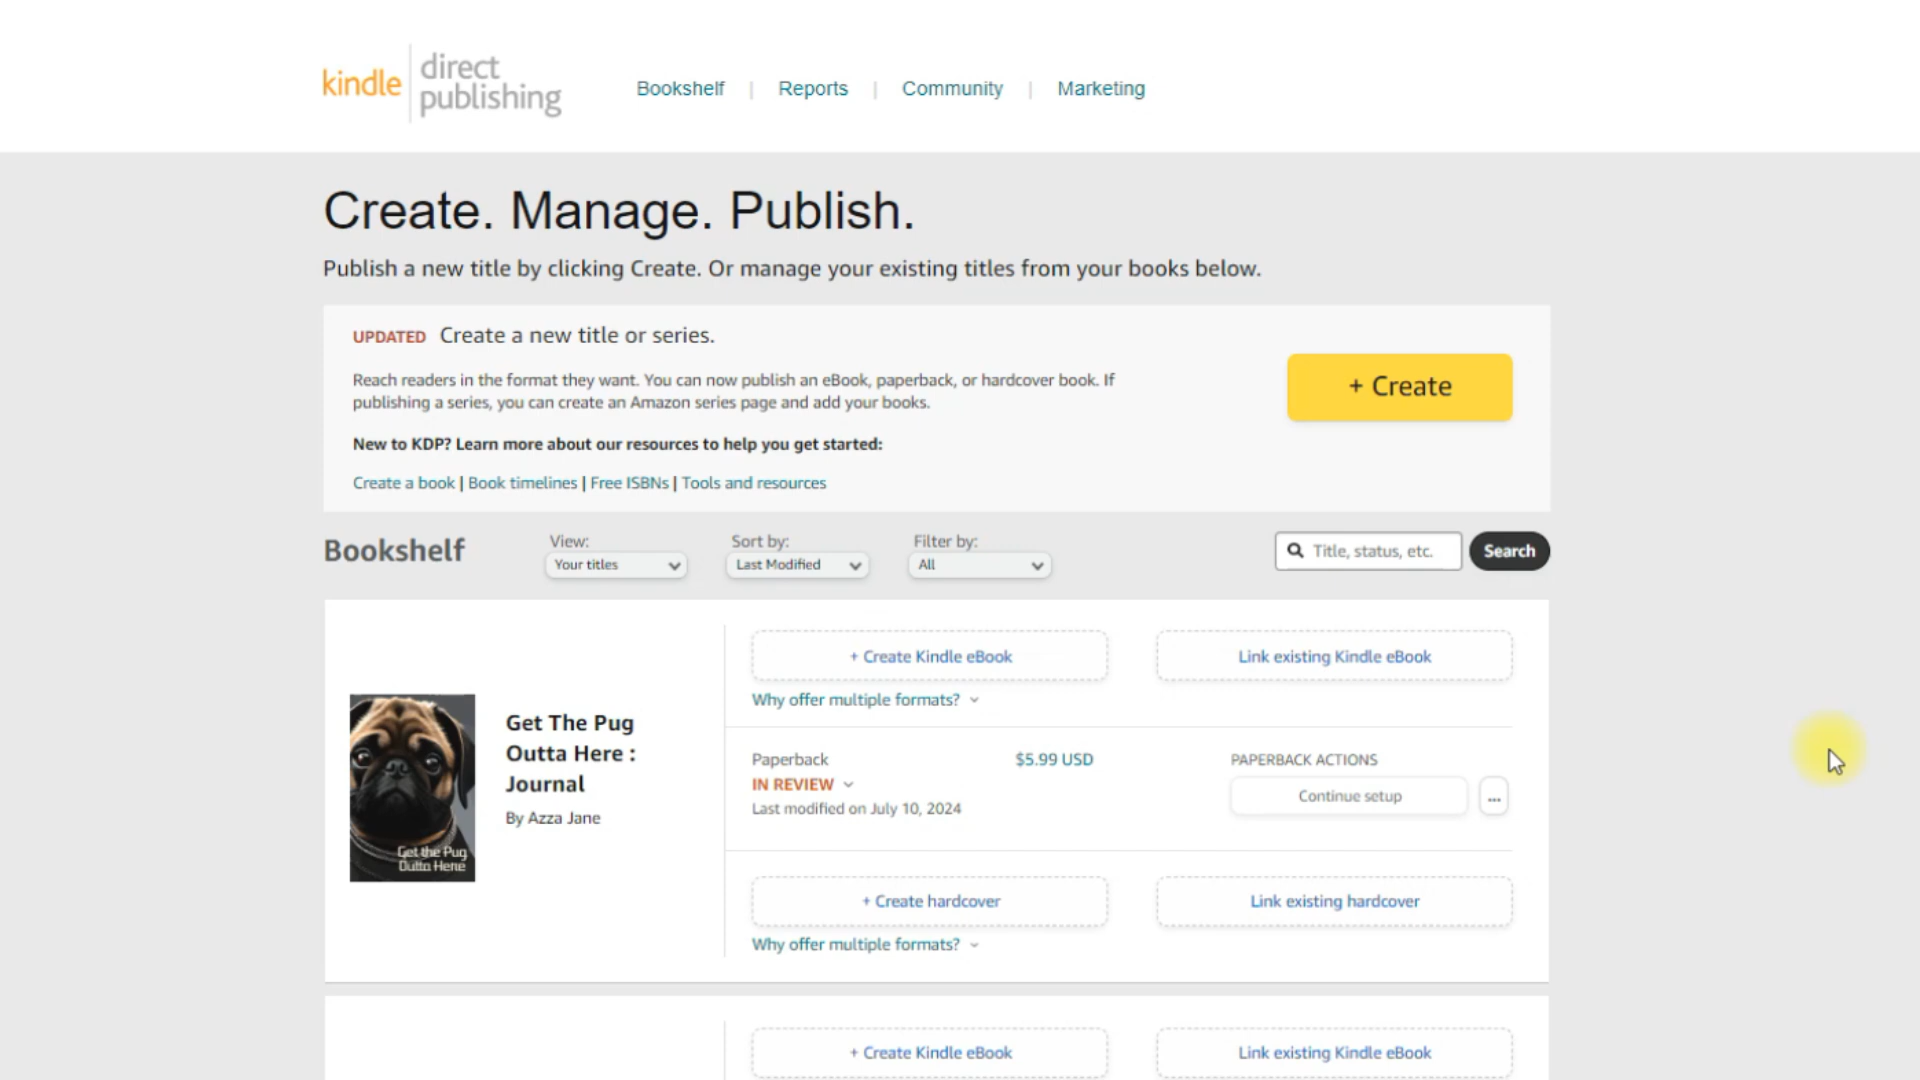 kindle direct publishing
Bookshelf | Reports | Community | Marketing
Create. Manage. Publish.
Publish a new title by clicking Create. Or manage your existing titles from your books below.
UPDATED Create a new title or series.
Reach readers in the format they want. You can now publish an eBook, paperback, or hardcover book. If
publishing a series, you can create an Amazon series page and add your books.
+ Create
New to KDP? Learn more about our resources to help you get started:
Create a book | Book timelines | Free ISBNs | Tools and resources
Bookshelf
View:
Your titles
Sort by:
Last Modified
Filter by:
All
Title, status, etc.
Search
Get the Pug
Outta Here
Get The Pug
Outta Here :
Journal
By Azza Jane
+ Create Kindle eBook
Link existing Kindle eBook
Why offer multiple formats?
Paperback
$5.99 USD
IN REVIEW
Last modified on July 10, 2024
PAPERBACK ACTIONS
Continue setup
...
+ Create hardcover
Link existing hardcover
Why offer multiple formats?
+ Create Kindle eBook
Link existing Kindle eBook